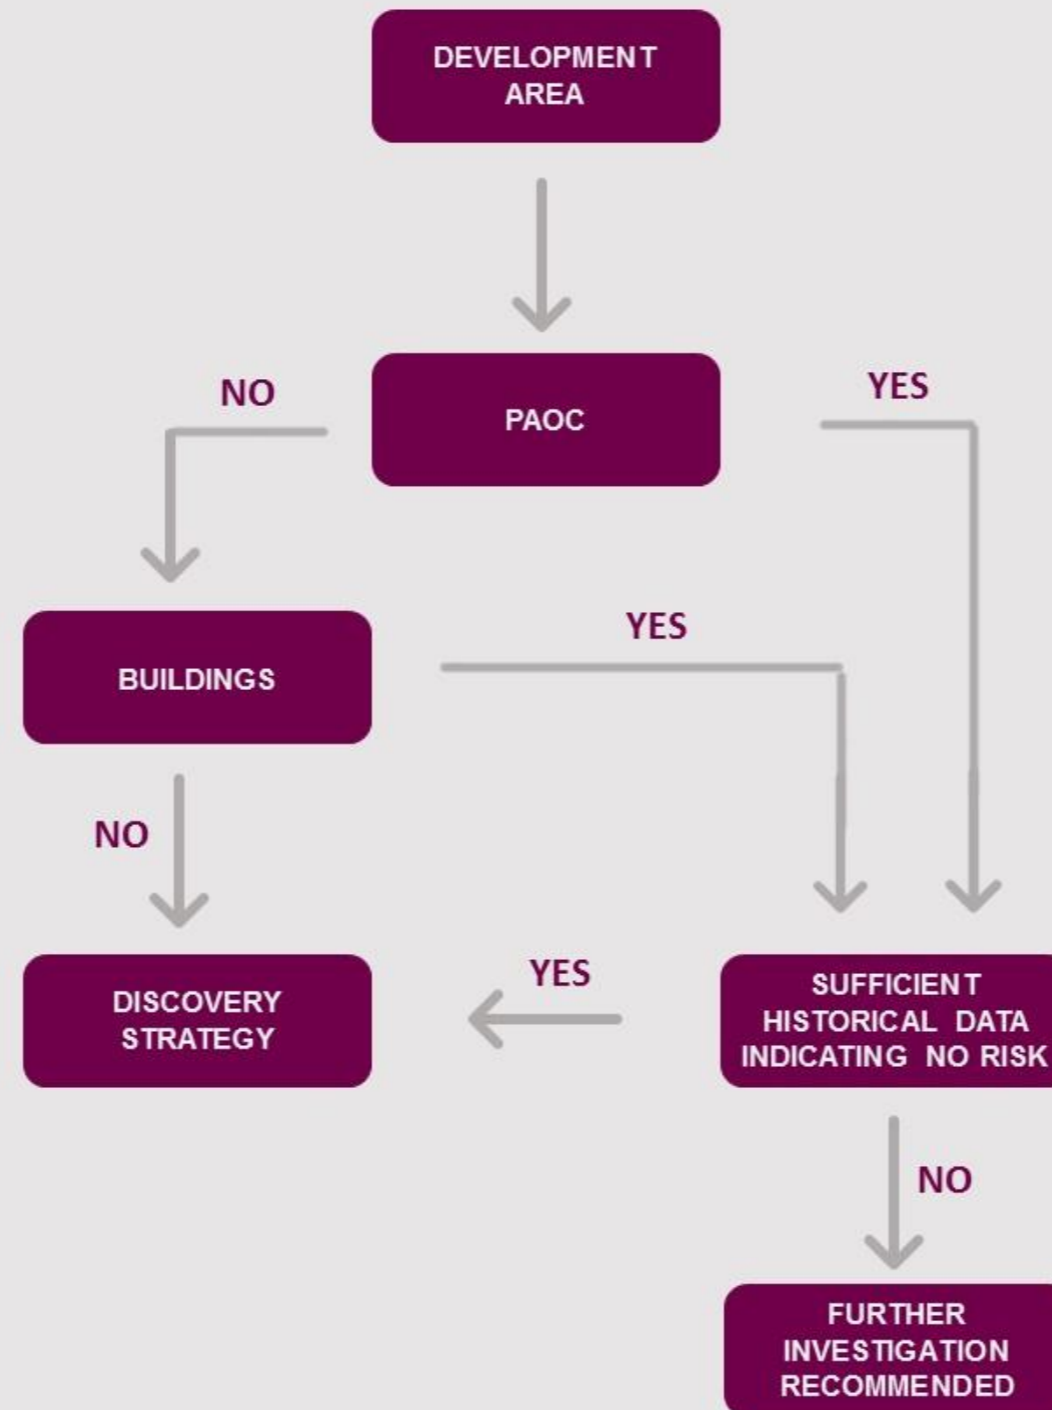 DEVELOPMENT
AREA
NO
PAOC
YES
BUILDINGS
YES
NO
DISCOVERY
STRATEGY
YES
SUFFICIENT
HISTORICAL DATA
INDICATING NO RISK
NO
FURTHER
INVESTIGATION
RECOMMENDED